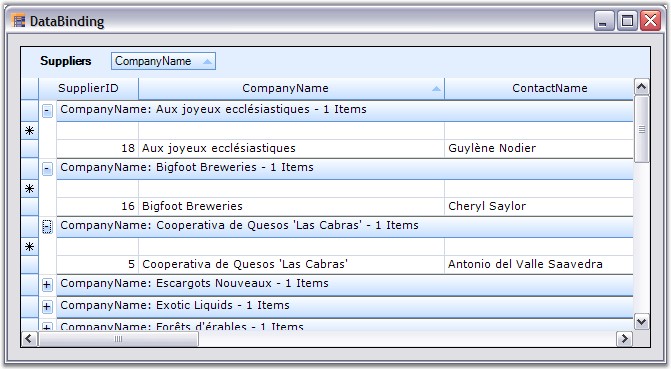 DataBinding
Suppliers CompanyName
SupplierID CompanyName ContactName
- CompanyName: Aux joyeux ecclésiastiques - 1 Items
*
18 Aux joyeux ecclésiastiques Guylène Nodier
- CompanyName: Bigfoot Breweries - 1 Items
*
16 Bigfoot Breweries Cheryl Saylor
- CompanyName: Cooperativa de Quesos 'Las Cabras' - 1 Items
*
5 Cooperativa de Quesos 'Las Cabras' Antonio del Valle Saavedra
+ CompanyName: Escargots Nouveaux - 1 Items
+ CompanyName: Exotic Liquids - 1 Items
+ CompanyName: Forêts d'érables - 1 Items